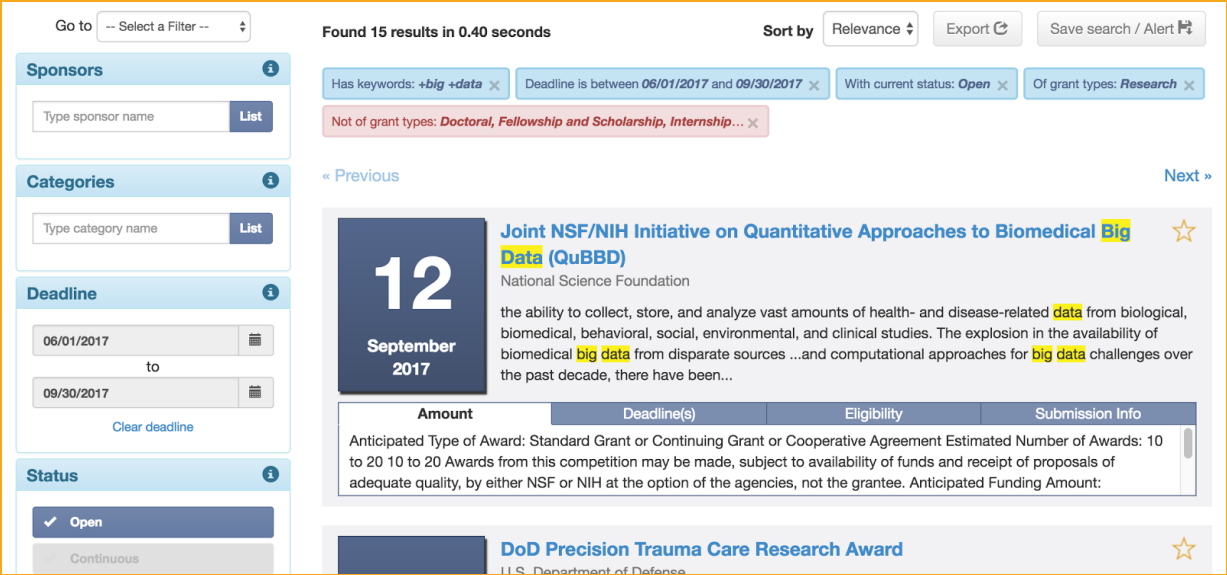 Go to -- Select a Filter --
Found 15 results in 0.40 seconds
Sort by Relevance
Export
Save search / Alert
Sponsors
Type sponsor name List
Categories
Type category name List
Deadline
06/01/2017
to
09/30/2017
Clear deadline
Status
Open
Continuous
Has keywords: +big +data
Deadline is between 06/01/2017 and 09/30/2017
With current status: Open
Of grant types: Research
Not of grant types: Doctoral, Fellowship and Scholarship, Internship...
« Previous
Next »
12
September
2017
Joint NSF/NIH Initiative on Quantitative Approaches to Biomedical Big
Data (QuBBD)
National Science Foundation
the ability to collect, store, and analyze vast amounts of health- and disease-related data from biological,
biomedical, behavioral, social, environmental, and clinical studies. The explosion in the availability of
biomedical big data from disparate sources ...and computational approaches for big data challenges over
the past decade, there have been...
Amount Deadline(s) Eligibility Submission Info
Anticipated Type of Award: Standard Grant or Continuing Grant or Cooperative Agreement Estimated Number of Awards: 10
to 20 10 to 20 Awards from this competition may be made, subject to availability of funds and receipt of proposals of
adequate quality, by either NSF or NIH at the option of the agencies, not the grantee. Anticipated Funding Amount:
DoD Precision Trauma Care Research Award
U.S. Department of Defense